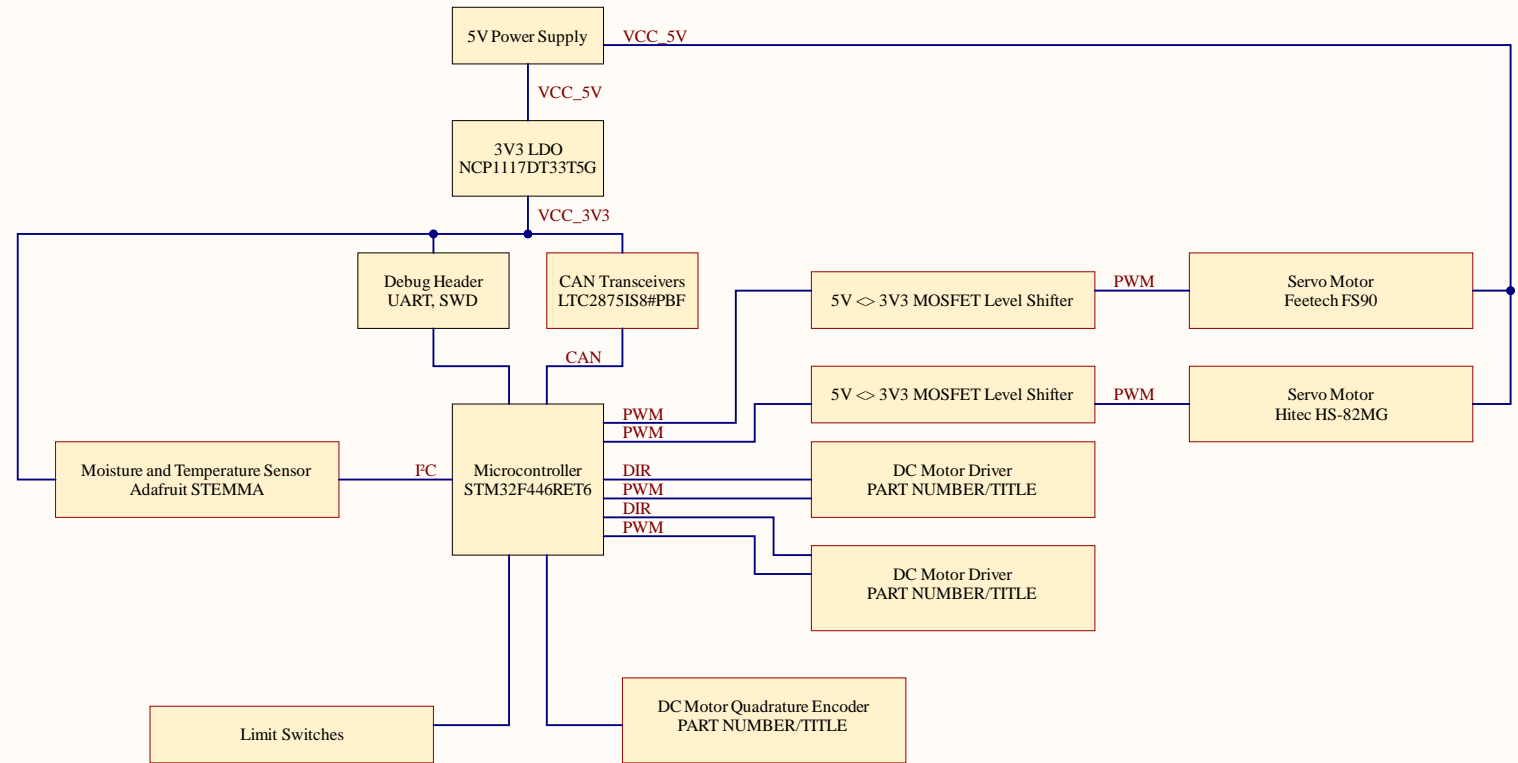 5V Power Supply
VCC_5V
VCC_5V
3V3 LDO
NCP1117DT33T5G
VCC_3V3
Debug Header
UART, SWD
CAN Transceivers
LTC2875IS8#PBF
CAN
5V <> 3V3 MOSFET Level Shifter
PWM
Servo Motor
Feetech FS90
5V <> 3V3 MOSFET Level Shifter
PWM
Servo Motor
Hitec HS-82MG
PWM
PWM
Moisture and Temperature Sensor
Adafruit STEMMA
I²C
Microcontroller
STM32F446RET6
DIR
PWM
DIR
PWM
DC Motor Driver
PART NUMBER/TITLE
DC Motor Driver
PART NUMBER/TITLE
Limit Switches
DC Motor Quadrature Encoder
PART NUMBER/TITLE